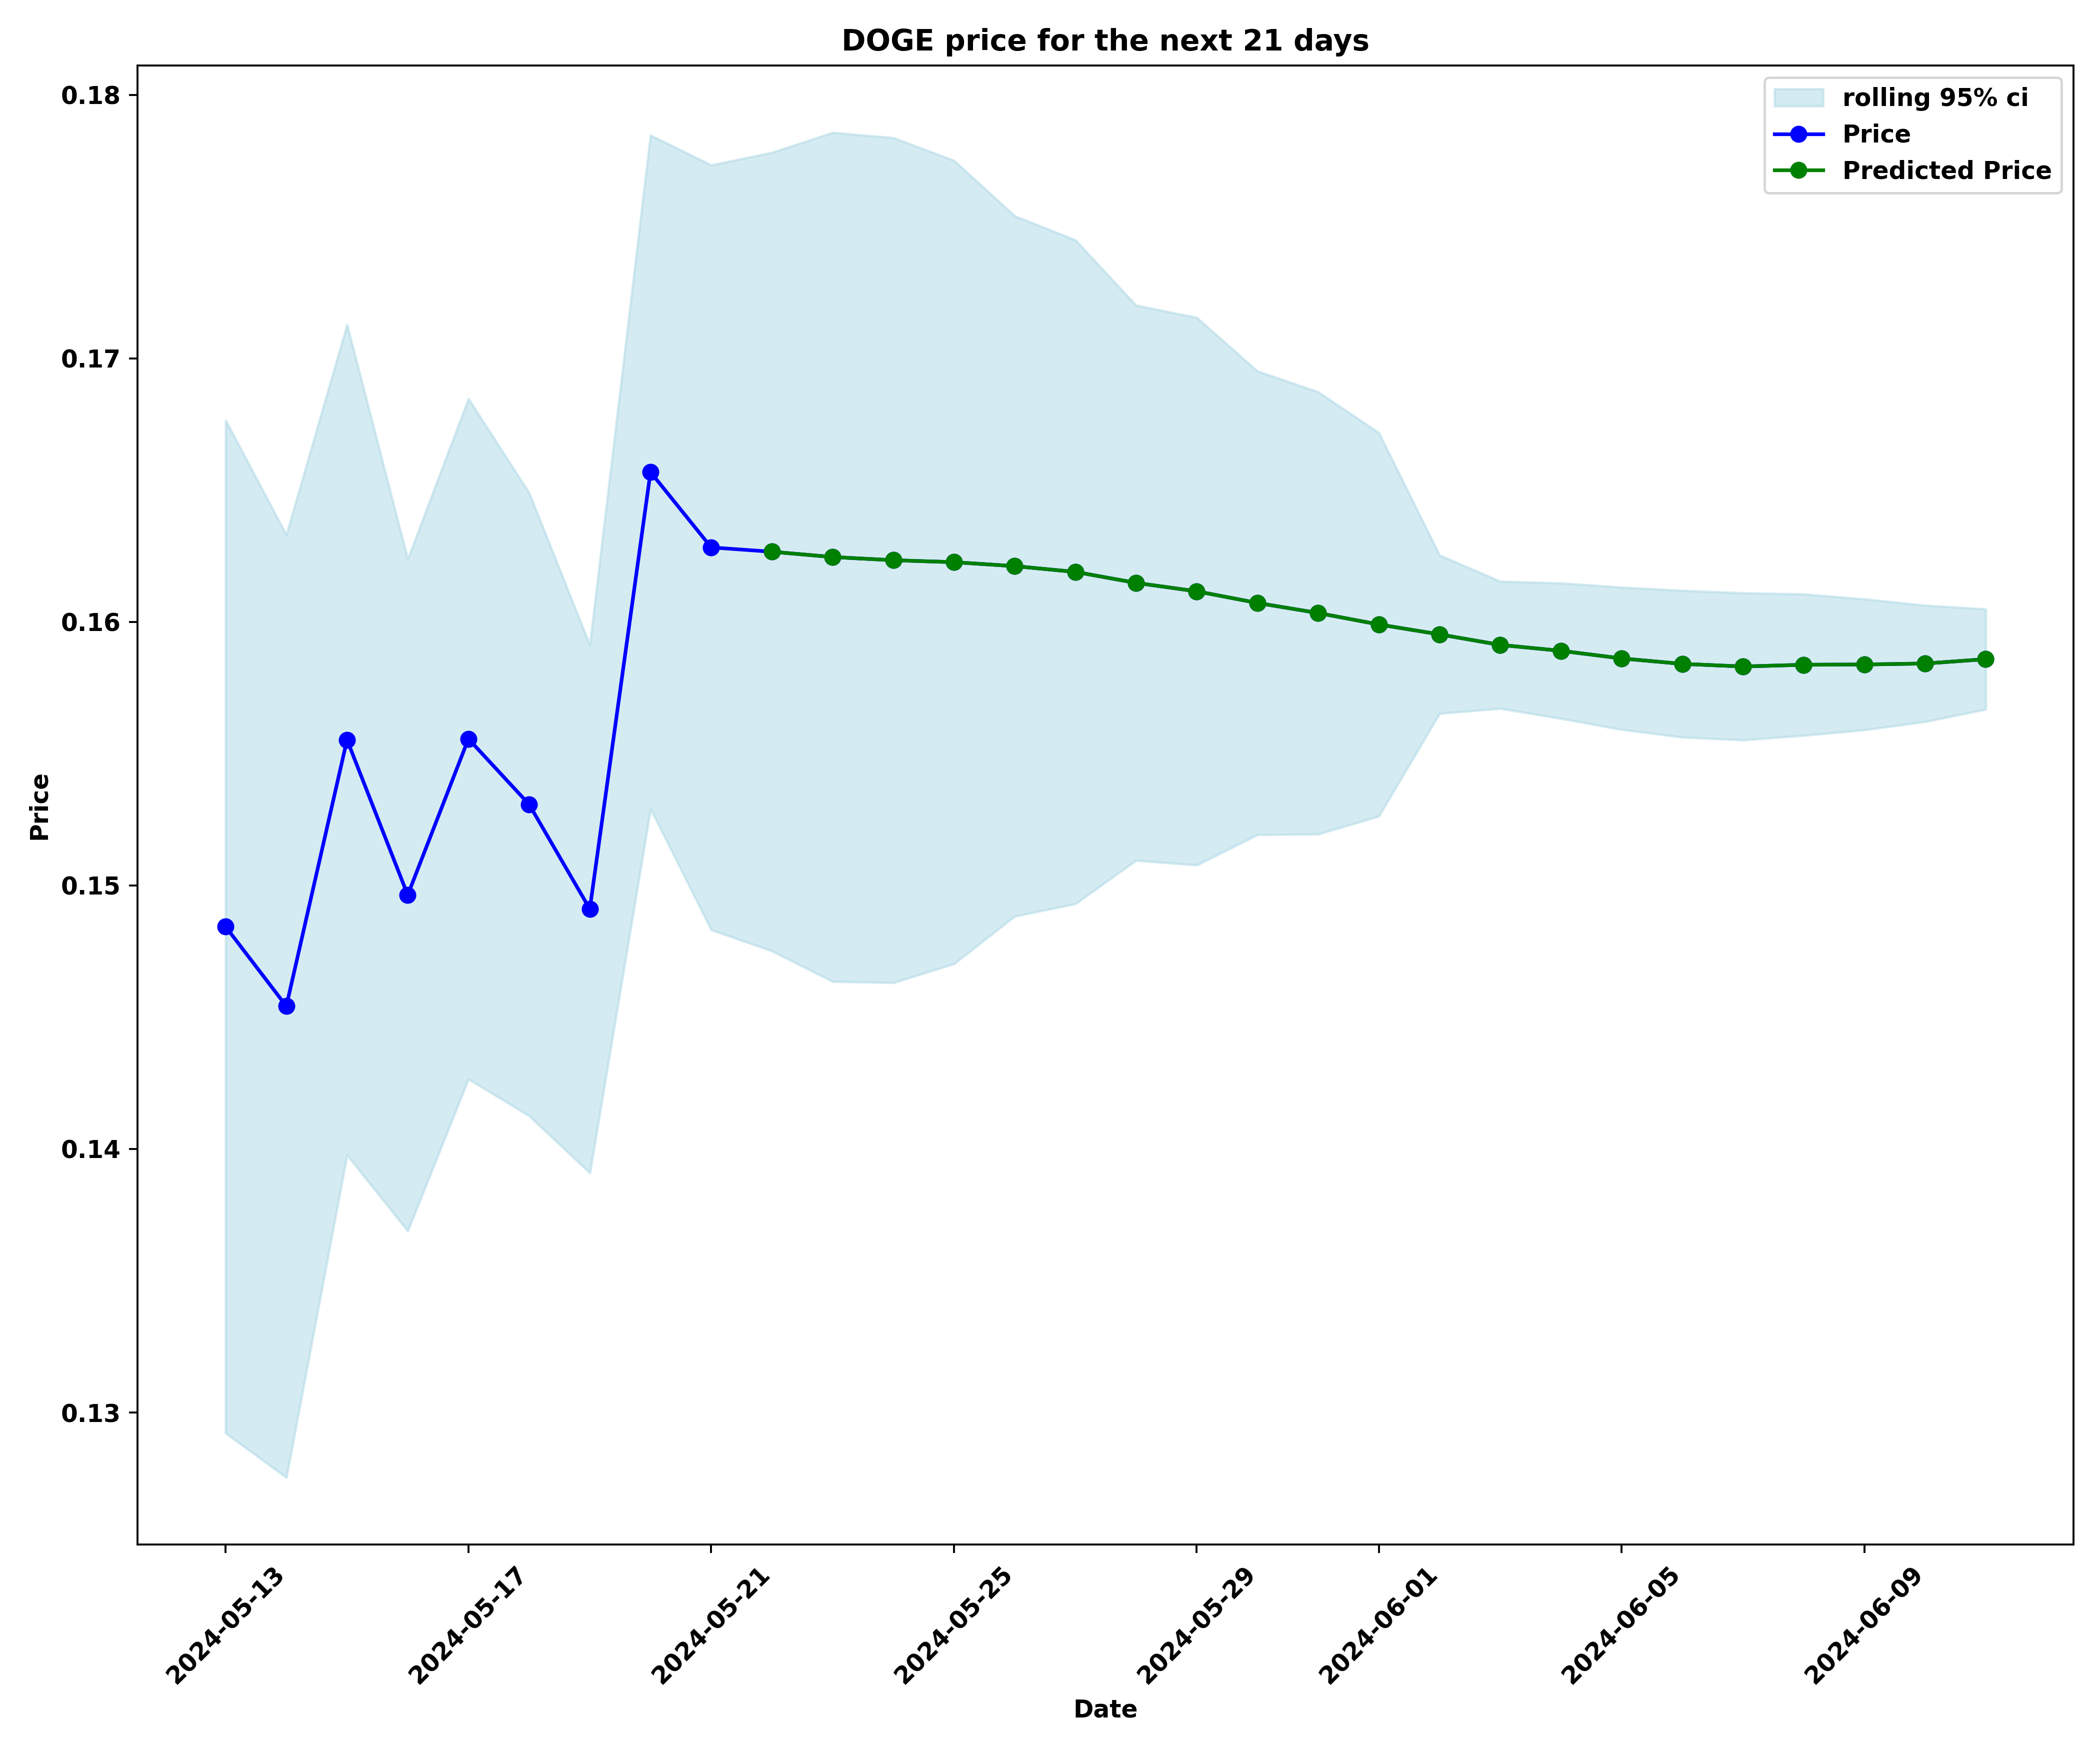 DOGE price for the next 21 days
rolling 95% ci
Price
Predicted Price
0.18
0.17
0.16
0.15
0.14
0.13
Price
2024-05-13
2024-05-17
2024-05-21
2024-05-25
2024-05-29
2024-06-01
2024-06-05
2024-06-09
Date